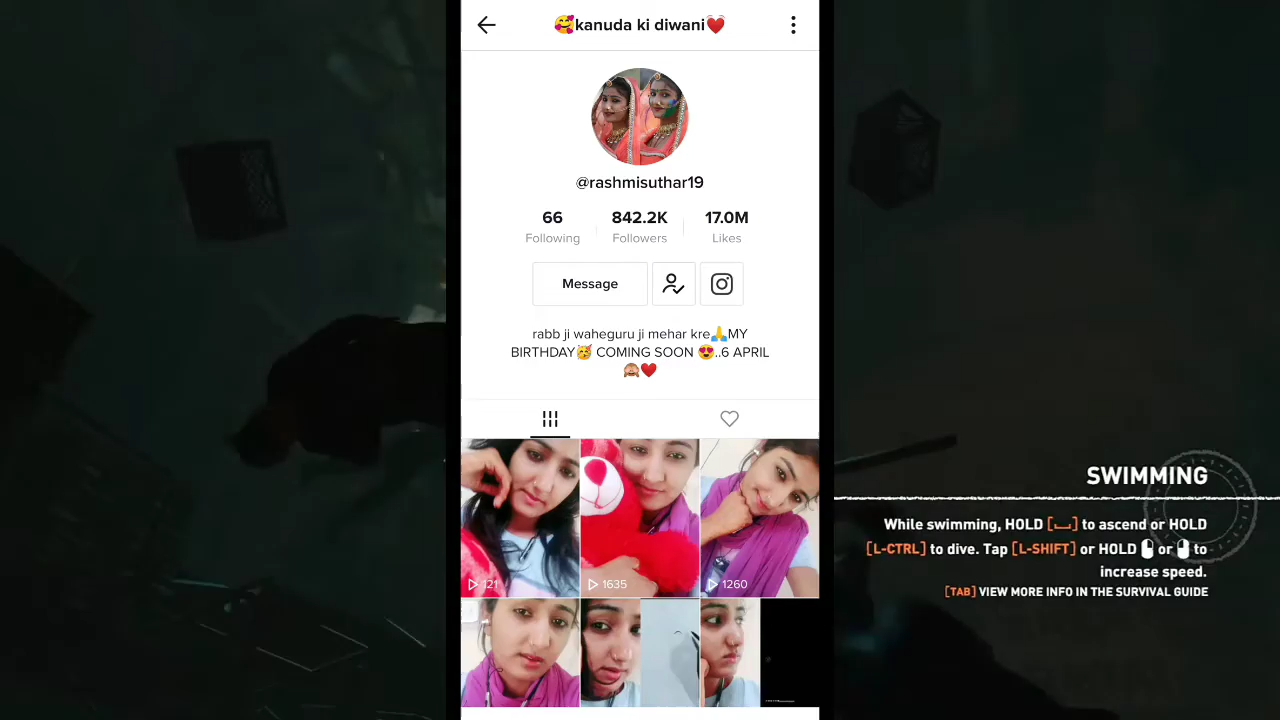 🥰kanuda ki diwani❤️
@rashmisuthar19
66 842.2K 17.0M
Following Followers Likes
Message
rabb ji waheguru ji mehar kre🙏MY
BIRTHDAY🥳 COMING SOON 😍..6 APRIL
🙈❤️
121 1635 1260
SWIMMING
While swimming, HOLD [⎵] to ascend or HOLD
[L-CTRL] to dive. Tap [L-SHIFT] or HOLD or to
increase speed.
[TAB] VIEW MORE INFO IN THE SURVIVAL GUIDE